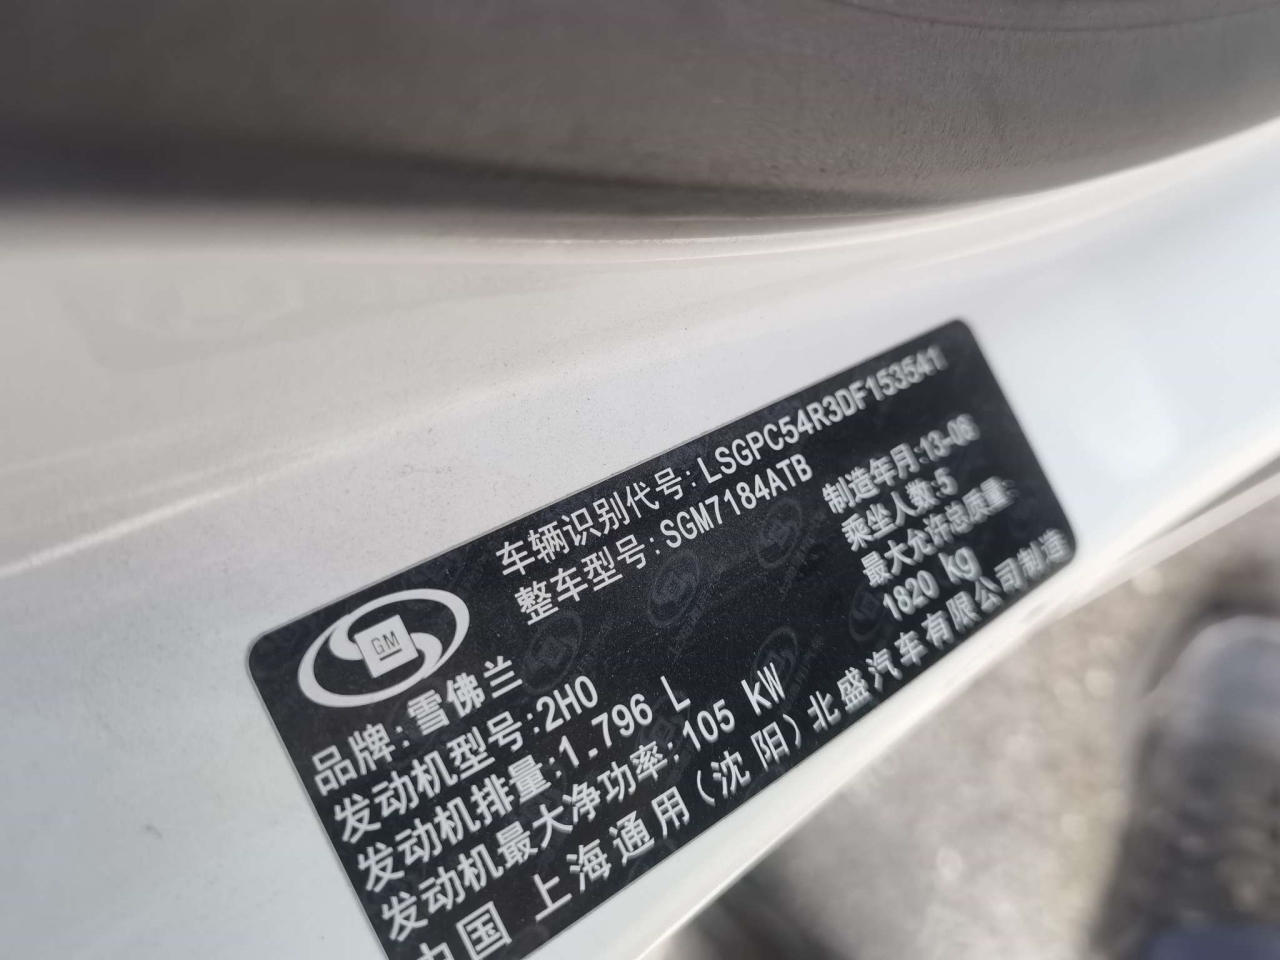 车辆识别代号:LSGPC54R3DF153541
整车型号:SGM7184ATB
GM
制造年月:13-06
乘坐人数:5
最大允许总质量:
1820 kg
品牌:雪佛兰
发动机型号:2H0
发动机排量:1.796 L
发动机最大净功率:105 kW
中国 上海通用(沈阳)北盛汽车有限公司制造